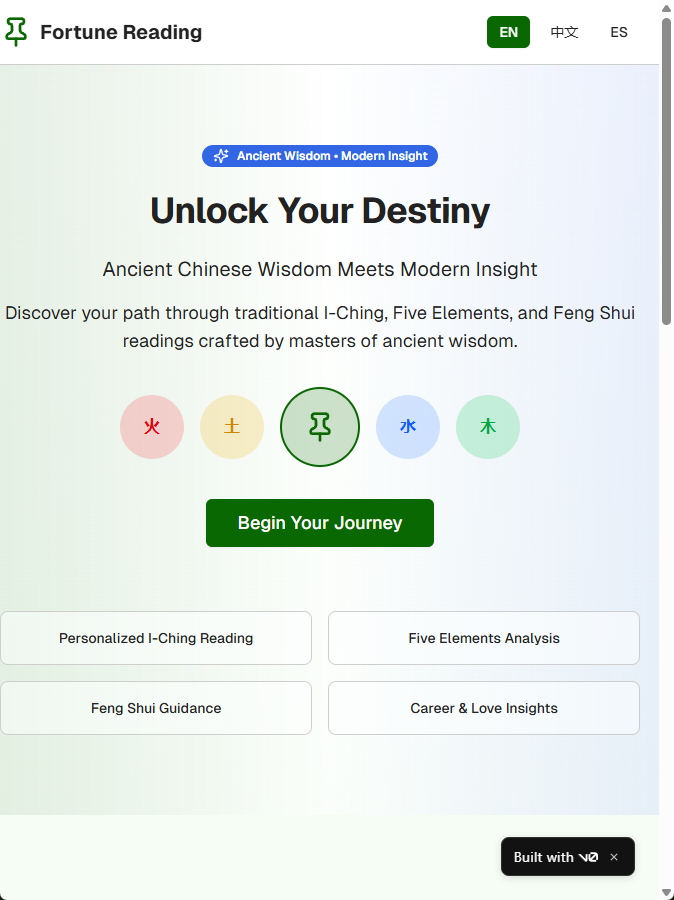 Fortune Reading
EN 中文 ES
Ancient Wisdom • Modern Insight
Unlock Your Destiny
Ancient Chinese Wisdom Meets Modern Insight
Discover your path through traditional I-Ching, Five Elements, and Feng Shui
readings crafted by masters of ancient wisdom.
火 土 水 木
Begin Your Journey
Personalized I-Ching Reading Five Elements Analysis
Feng Shui Guidance Career & Love Insights
Built with v0 ×